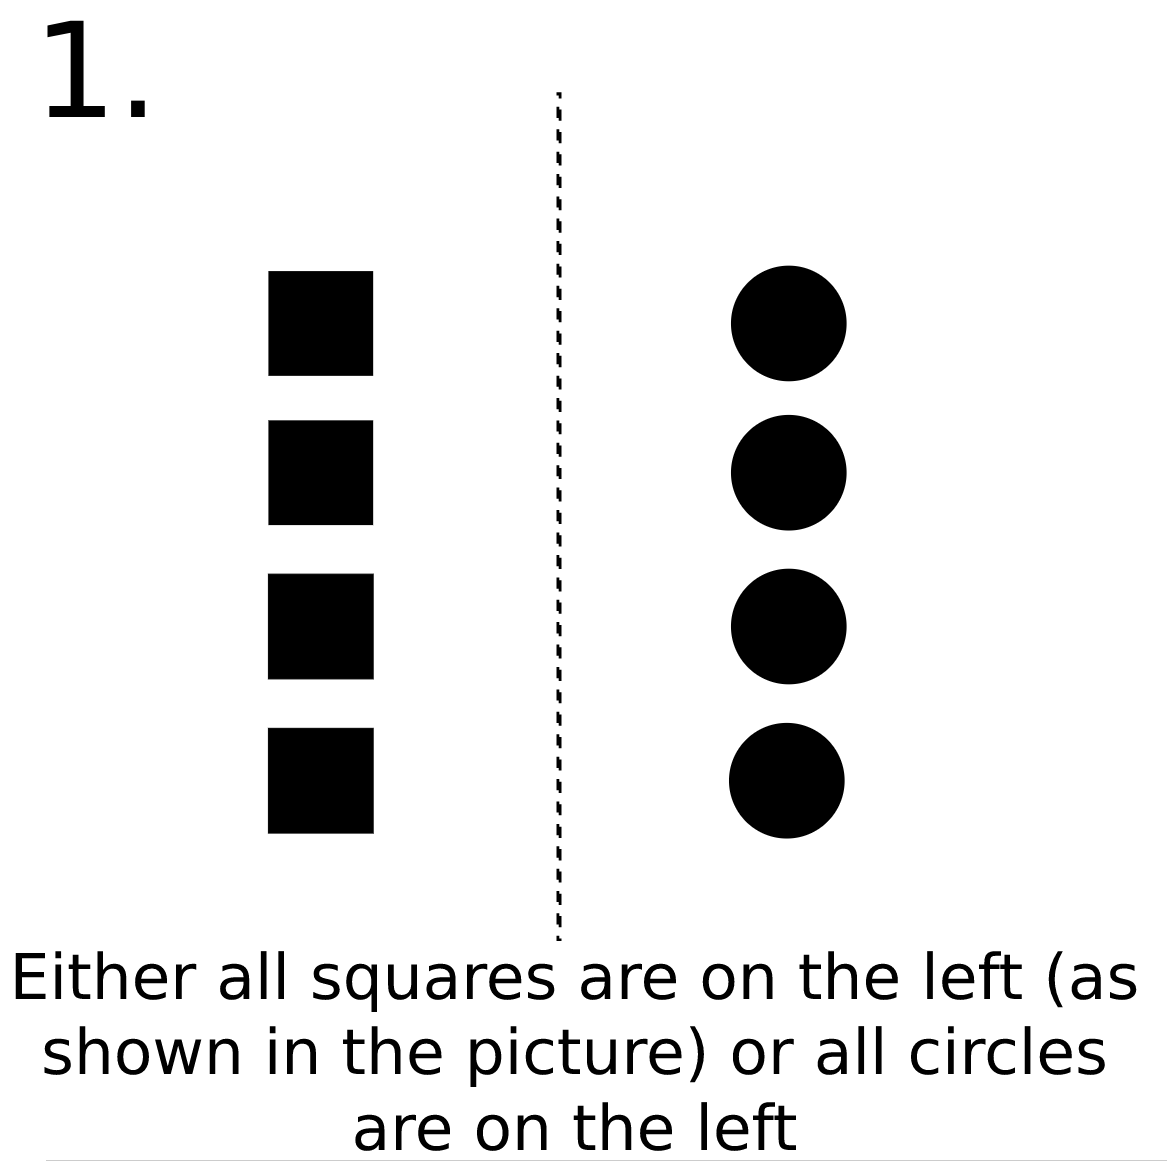 1.
Either all squares are on the left (as
shown in the picture) or all circles
are on the left